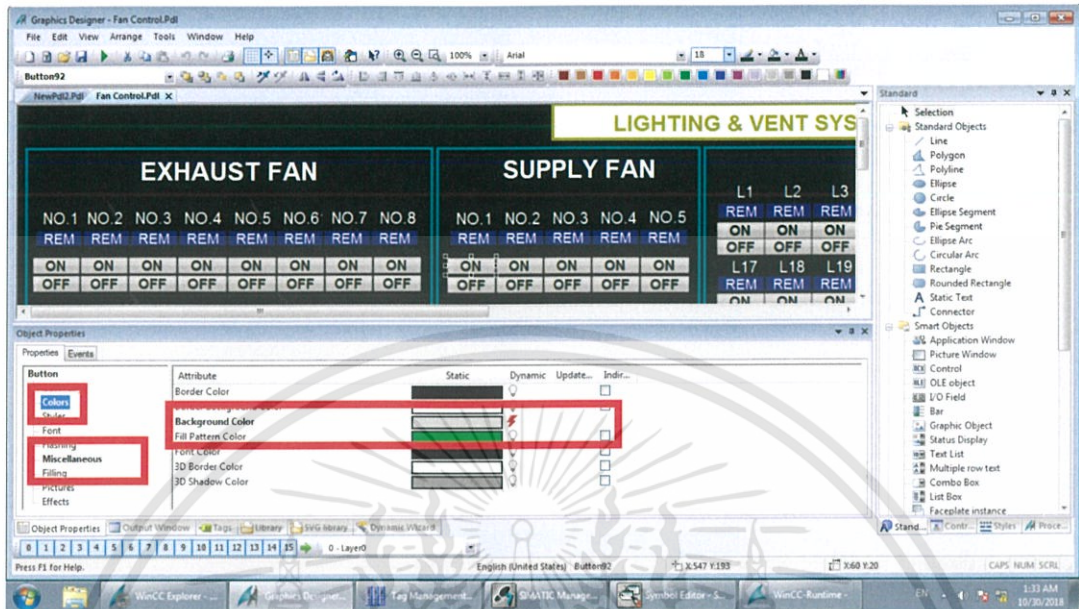 Graphics Designer - Fan Control.Pdl
File Edit View Arrange Tools Window Help
100% Arial 18
Button92
NewPdl2.Pdl Fan Control.Pdl X
LIGHTING & VENT SYS
EXHAUST FAN
NO.1 NO.2 NO.3 NO.4 NO.5 NO.6 NO.7 NO.8
REM REM REM REM REM REM REM REM
ON ON ON ON ON ON ON ON
OFF OFF OFF OFF OFF OFF OFF OFF
SUPPLY FAN
NO.1 NO.2 NO.3 NO.4 NO.5
REM REM REM REM REM
ON ON ON ON ON
OFF OFF OFF OFF OFF
L1 L2 L3
REM REM REM
ON ON ON
OFF OFF OFF
L17 L18 L19
REM REM REM
ON ON ON
Standard
Selection
Standard Objects
Line
Polygon
Polyline
Ellipse
Circle
Ellipse Segment
Pie Segment
Ellipse Arc
Circular Arc
Rectangle
Rounded Rectangle
A Static Text
Connector
Smart Objects
Application Window
Picture Window
Control
OLE object
I/O Field
Bar
Graphic Object
Status Display
Text List
Multiple row text
Combo Box
List Box
Faceplate instance
Stand... Contr... Styles Proce...
Object Properties
Properties Events
Button
Colors
Styles
Font
Flashing
Miscellaneous
Filling
Pictures
Effects
Attribute Static Dynamic Update... Indir...
Border Color
Background Color
Fill Pattern Color
Font Color
3D Border Color
3D Shadow Color
Object Properties Output Window Tags Library SVG library Dynamic Wizard
0 1 2 3 4 5 6 7 8 9 10 11 12 13 14 15 0 - Layer0
Press F1 for Help. English (United States) Button92 X:547 Y:193 X:60 Y:20 CAPS NUM SCRL
WinCC Explorer - ... Graphics Designer... Tag Management... SIMATIC Manage... Symbol Editor - S... WinCC-Runtime - EN 1:33 AM
10/30/2018